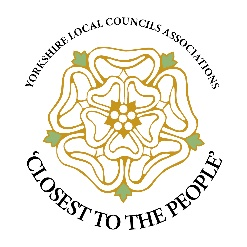 YORKSHIRE LOCAL COUNCILS ASSOCIATIONS
'CLOSEST TO THE PEOPLE'